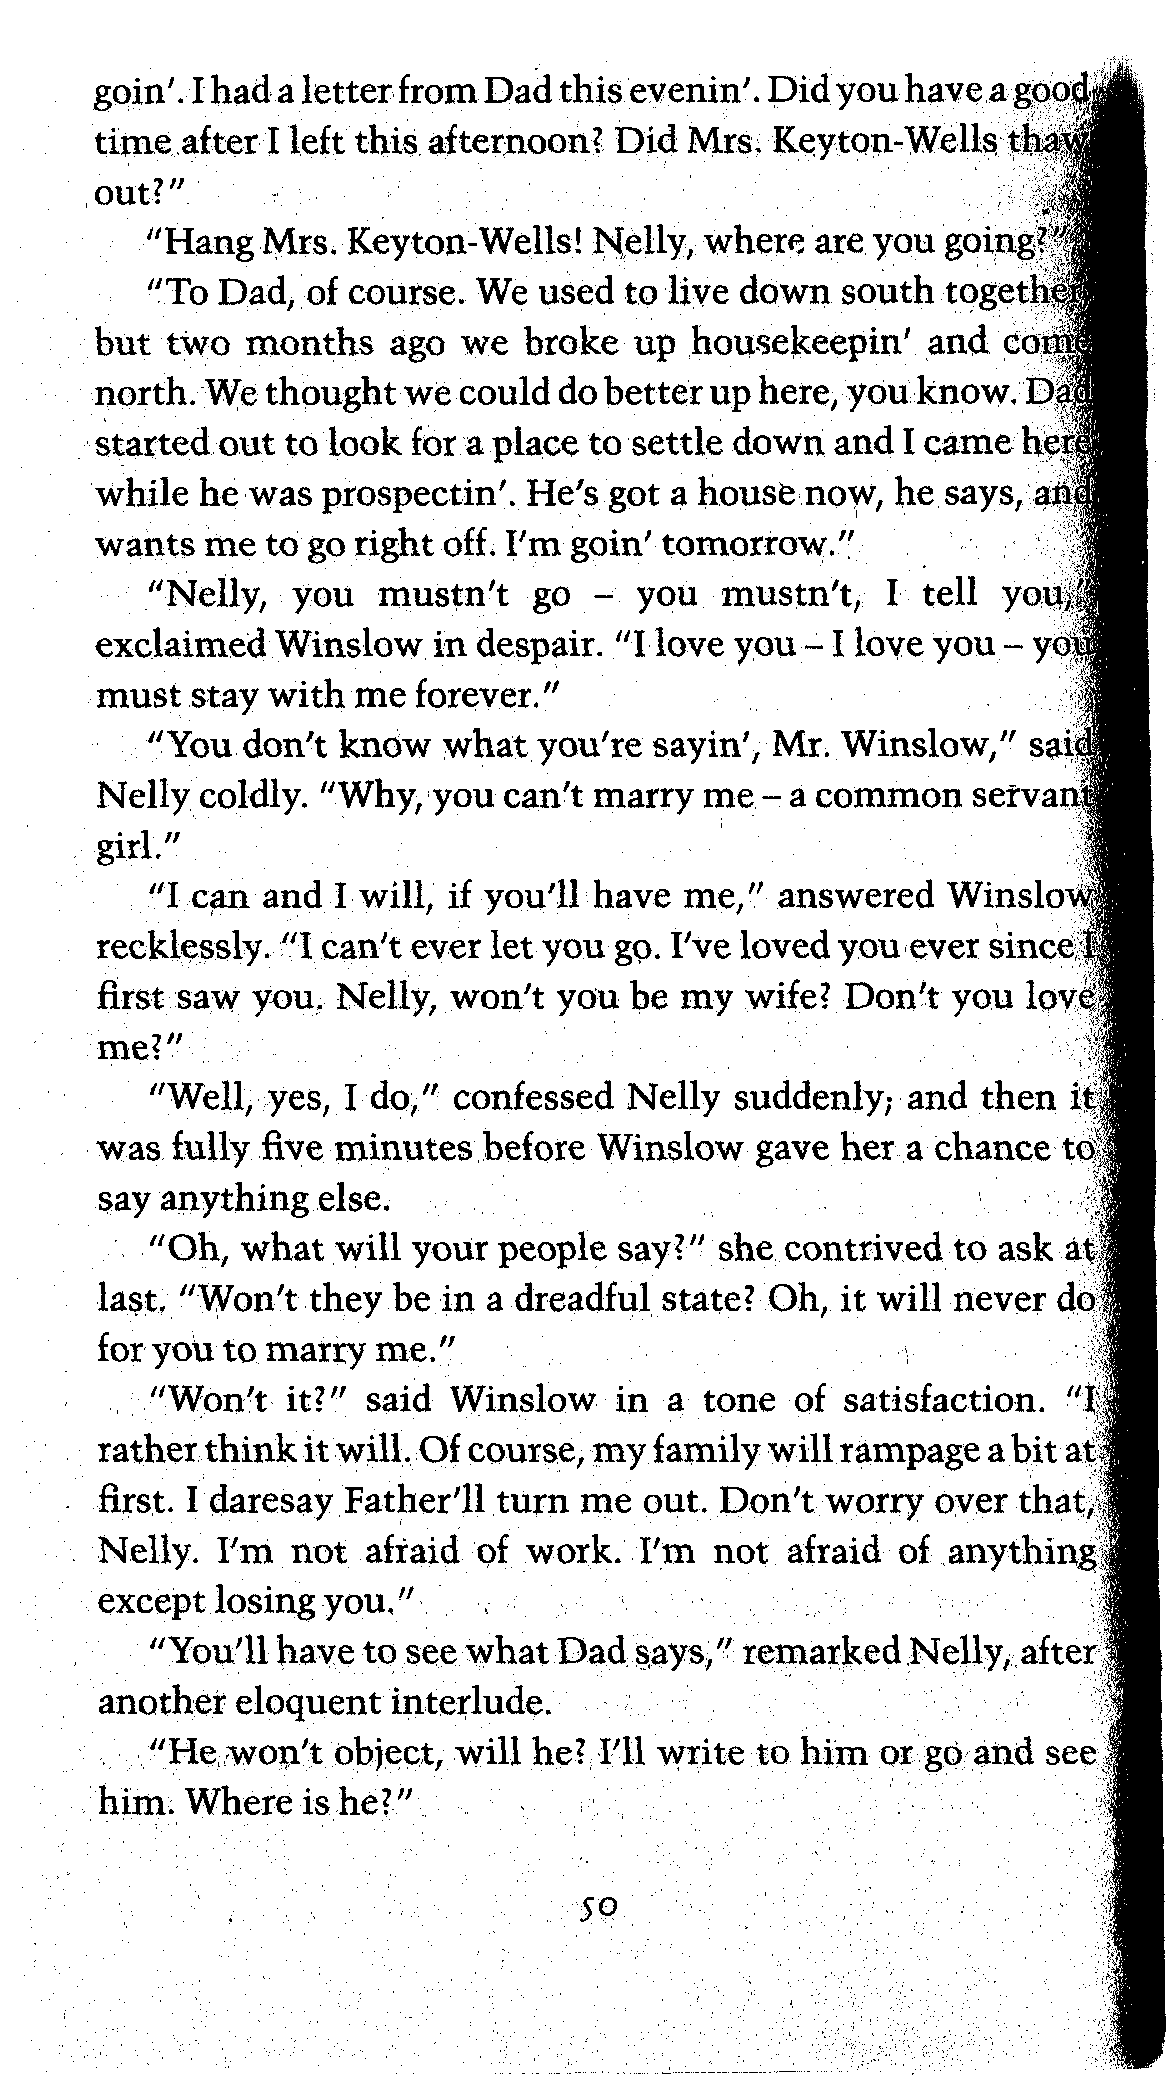 goin'. I had a letter from Dad this evenin'. Did you have a good
time after I left this afternoon? Did Mrs. Keyton-Wells thaw
out?"
"Hang Mrs. Keyton-Wells! Nelly, where are you going?"
"To Dad, of course. We used to live down south together
but two months ago we broke up housekeepin' and come
north. We thought we could do better up here, you know. Dad
started out to look for a place to settle down and I came here
while he was prospectin'. He's got a house now, he says, and
wants me to go right off. I'm goin' tomorrow."
"Nelly, you mustn't go – you mustn't, I tell you,"
exclaimed Winslow in despair. "I love you – I love you – you
must stay with me forever."
"You don't know what you're sayin', Mr. Winslow," said
Nelly coldly. "Why, you can't marry me – a common servant
girl."
"I can and I will, if you'll have me," answered Winslow
recklessly. "I can't ever let you go. I've loved you ever since I
first saw you. Nelly, won't you be my wife? Don't you love
me?"
"Well, yes, I do," confessed Nelly suddenly; and then it
was fully five minutes before Winslow gave her a chance to
say anything else.
"Oh, what will your people say?" she contrived to ask at
last. "Won't they be in a dreadful state? Oh, it will never do
for you to marry me."
"Won't it?" said Winslow in a tone of satisfaction. "I
rather think it will. Of course, my family will rampage a bit at
first. I daresay Father'll turn me out. Don't worry over that,
Nelly. I'm not afraid of work. I'm not afraid of anything
except losing you."
"You'll have to see what Dad says," remarked Nelly, after
another eloquent interlude.
"He won't object, will he? I'll write to him or go and see
him. Where is he?"
50